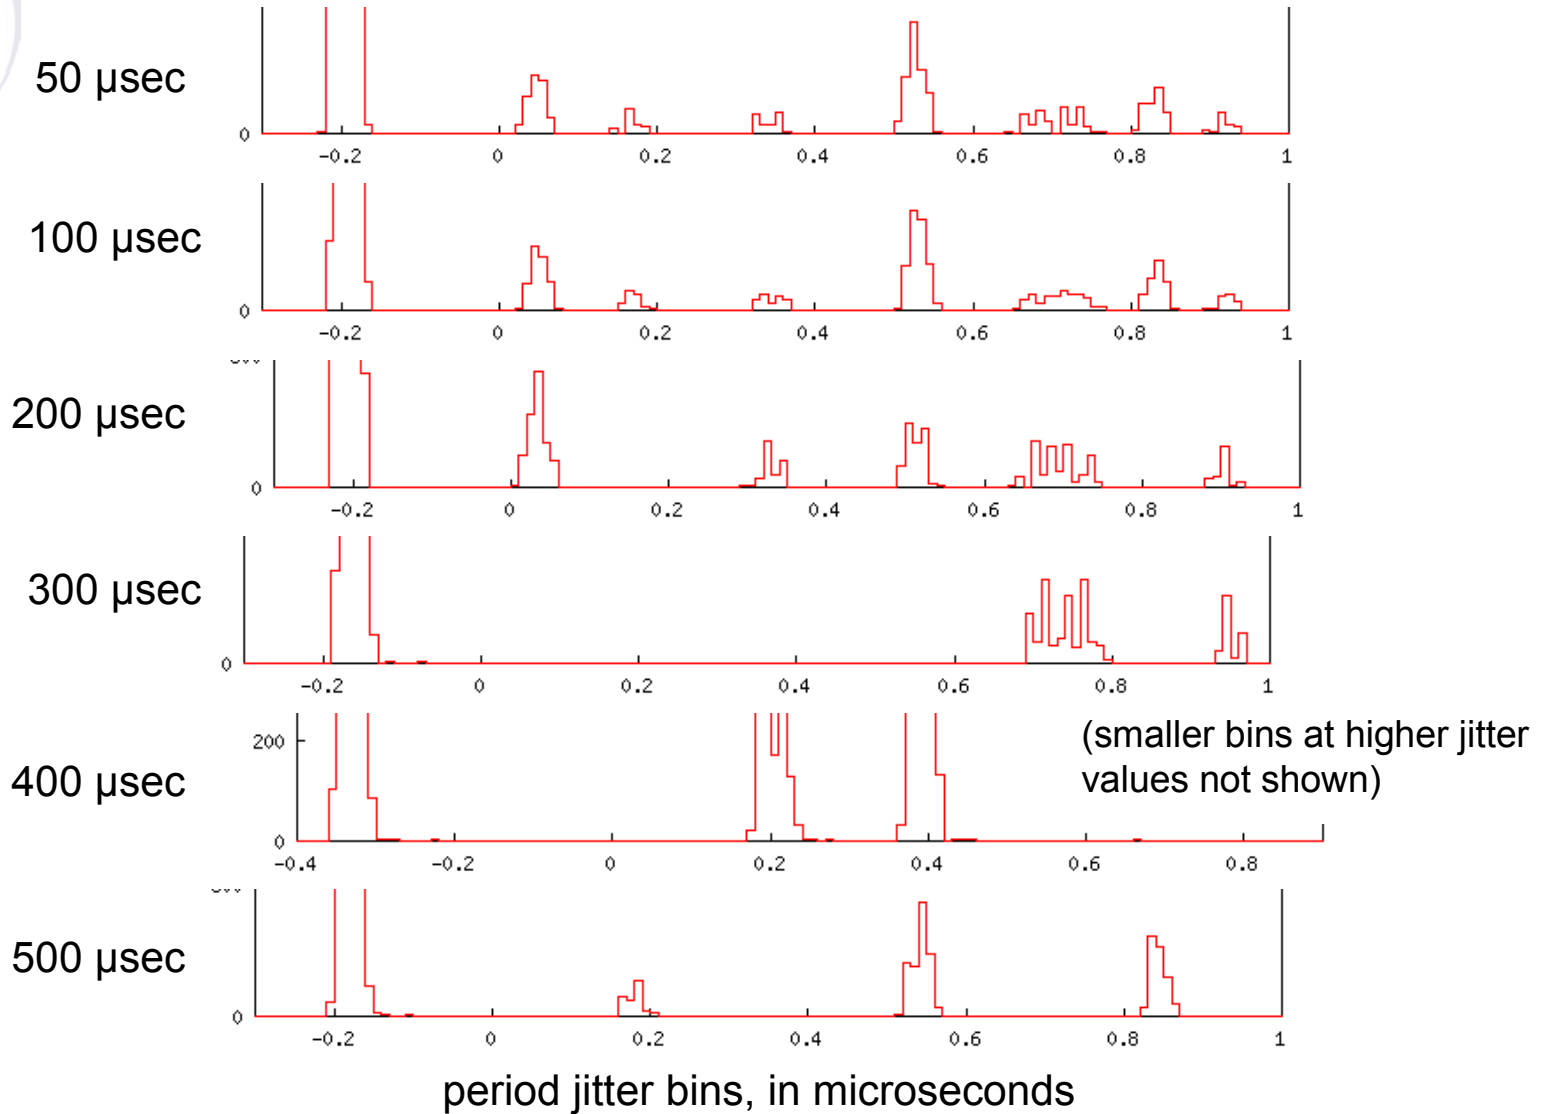 50 µsec
0
-0.2 0 0.2 0.4 0.6 0.8 1
100 µsec
0
-0.2 0 0.2 0.4 0.6 0.8 1
200 µsec
0
-0.2 0 0.2 0.4 0.6 0.8 1
300 µsec
0
-0.2 0 0.2 0.4 0.6 0.8 1
(smaller bins at higher jitter
values not shown)
200
400 µsec
0
-0.4 -0.2 0 0.2 0.4 0.6 0.8
500 µsec
0
-0.2 0 0.2 0.4 0.6 0.8 1
period jitter bins, in microseconds